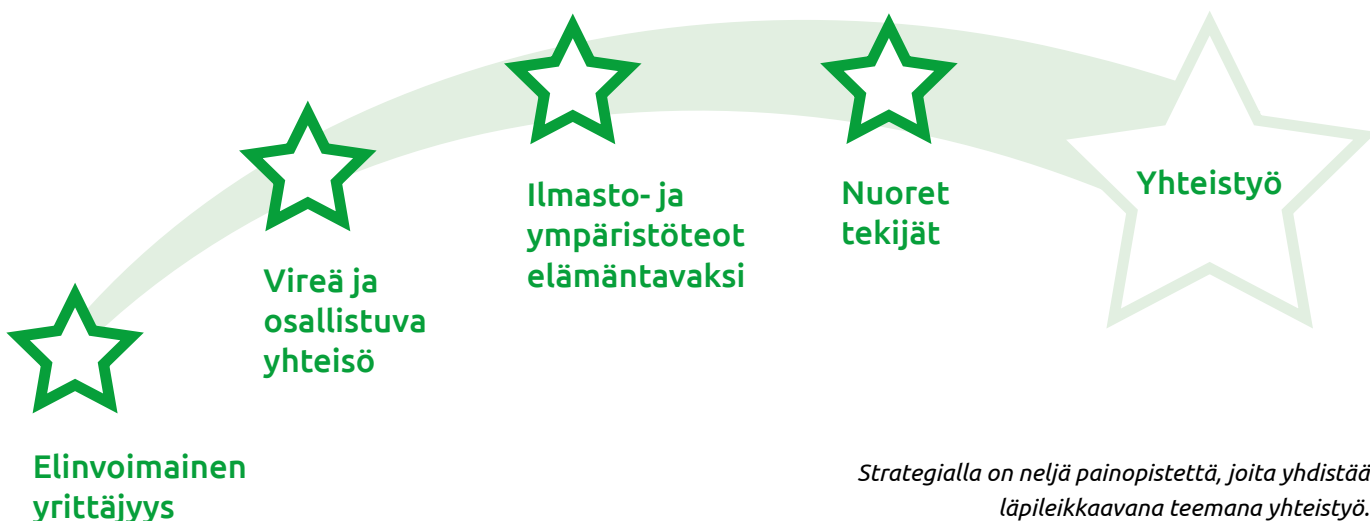 Elinvoimainen
yrittäjyys
Vireä ja
osallistuva
yhteisö
Ilmasto- ja
ympäristöteot
elämäntavaksi
Nuoret
tekijät
Yhteistyö
Strategialla on neljä painopistettä, joita yhdistää
läpileikkaavana teemana yhteistyö.